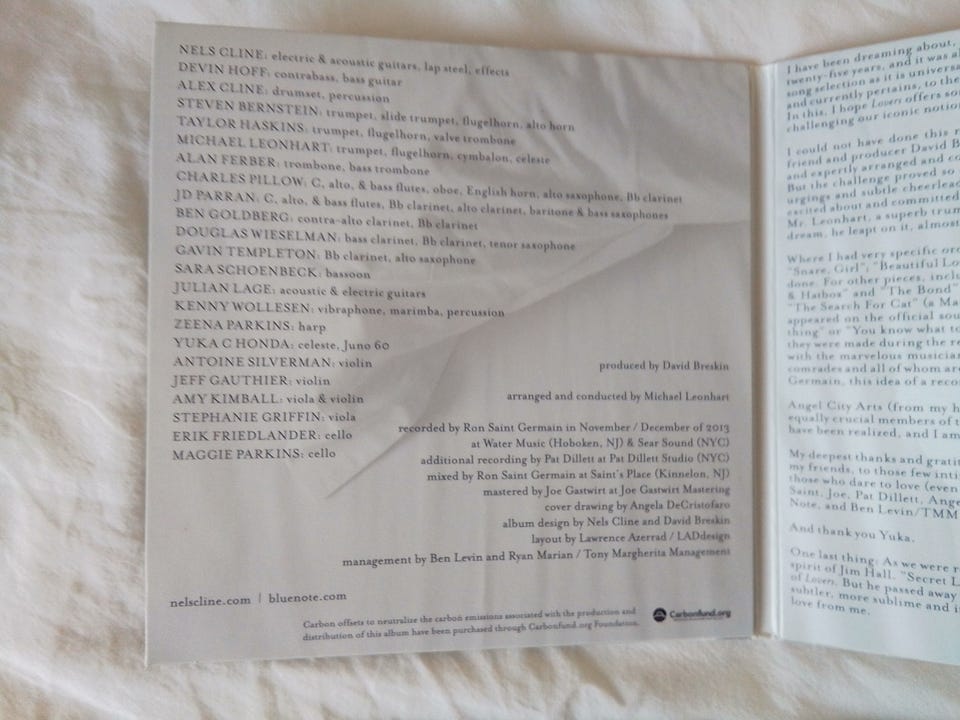 NELS CLINE: electric & acoustic guitars, lap steel, effects
DEVIN HOFF: contrabass, bass guitar
ALEX CLINE: drumset, percussion
STEVEN BERNSTEIN: trumpet, slide trumpet, flugelhorn, alto horn
TAYLOR HASKINS: trumpet, flugelhorn, valve trombone
MICHAEL LEONHART: trumpet, flugelhorn, cymbalon, celeste
ALAN FERBER: trombone, bass trombone
CHARLES PILLOW: C, alto, & bass flutes, oboe, English horn, alto saxophone, Bb clarinet
JD PARRAN: C, alto, & bass flutes, Bb clarinet, alto clarinet, baritone & bass saxophones
BEN GOLDBERG: contra-alto clarinet, Bb clarinet
DOUGLAS WIESELMAN: bass clarinet, Bb clarinet, tenor saxophone
GAVIN TEMPLETON: Bb clarinet, alto saxophone
SARA SCHOENBECK: bassoon
JULIAN LAGE: acoustic & electric guitars
KENNY WOLLESEN: vibraphone, marimba, percussion
ZEENA PARKINS: harp
YUKA C HONDA: celeste, Juno 60
ANTOINE SILVERMAN: violin
JEFF GAUTHIER: violin
AMY KIMBALL: viola & violin
STEPHANIE GRIFFIN: viola
ERIK FRIEDLANDER: cello
MAGGIE PARKINS: cello
produced by David Breskin
arranged and conducted by Michael Leonhart
recorded by Ron Saint Germain in November / December of 2013
at Water Music (Hoboken, NJ) & Sear Sound (NYC)
additional recording by Pat Dillett at Pat Dillett Studio (NYC)
mixed by Ron Saint Germain at Saint's Place (Kinnelon, NJ)
mastered by Joe Gastwirt at Joe Gastwirt Mastering
cover drawing by Angela DeCristofaro
album design by Nels Cline and David Breskin
layout by Lawrence Azerrad / LADdesign
management by Ben Levin and Ryan Marian / Tony Margherita Management
nelscline.com | bluenote.com
Carbon offsets to neutralize the carbon emissions associated with the production and
distribution of this album have been purchased through Carbonfund.org Foundation.
Carbonfund.org
I have been dreaming about,
twenty-five years, and it was
song selection as it is
and currently pertains, to the
In this, I hope Lovers offers
challenging our iconic
I could not have done this
friend and producer David
and expertly arranged and
But the challenge proved so
urgings and subtle
excited about and committed
Mr. Leonhart, a superb
dream, he leapt on it,
Where I had very specific
"Snare, Girl"; "Beautiful
done. For other pieces,
& Hatbox" and "The Bond"
"The Search For Cat" (a
appeared on the official
thing" or "You know what
they were made during the
with the marvelous
comrades and all of whom
Germain, this idea of a
Angel City Arts (from my
equally crucial members of
have been realized, and I am
My deepest thanks and
my friends, to those few
those who dare to love (even
Saint, Joe, Pat Dillett,
Note, and Ben Levin/TMM
And thank you Yuka.
One last thing: As we were
spirit of Jim Hall. "Secret
of Lovers. But he passed away
subtler, more sublime and
love from me.